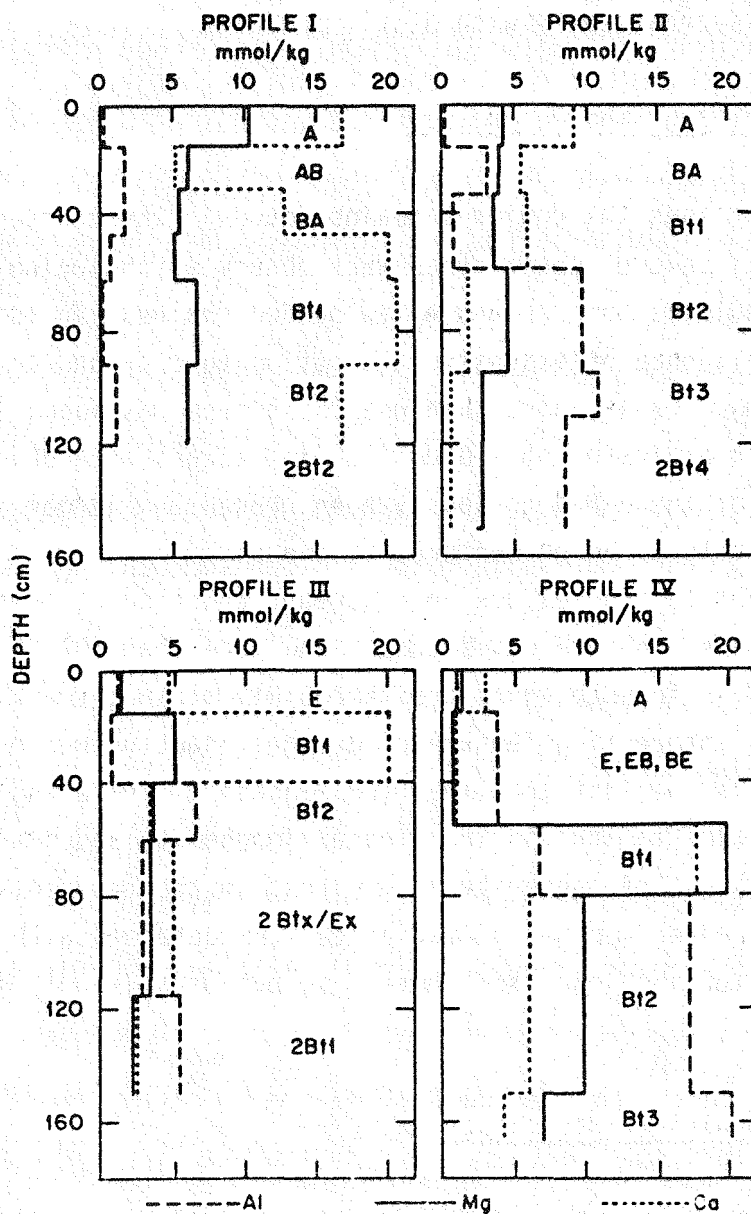 PROFILE I
mmol/kg
0 5 10 15 20
0
40
80
120
160
A
AB
BA
Bt1
Bt2
2Bt2
PROFILE II
mmol/kg
0 5 10 15 20
A
BA
Bt1
Bt2
Bt3
2Bt4
DEPTH (cm)
PROFILE III
mmol/kg
0 5 10 15 20
0
40
80
120
160
E
Bt1
Bt2
2Btx/Ex
2Bt1
PROFILE IV
mmol/kg
0 5 10 15 20
A
E, EB, BE
Bt1
Bt2
Bt3
Al Mg Ca